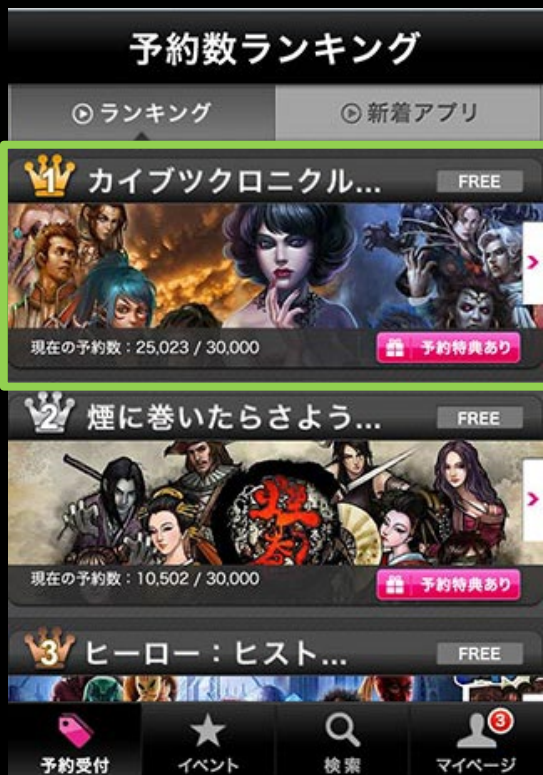 予約数ランキング
ランキング
新着アプリ
1 カイブツクロニクル... FREE
現在の予約数：25,023 / 30,000 予約特典あり
2 煙に巻いたらさよう... FREE
現在の予約数：10,502 / 30,000 予約特典あり
3 ヒーロー：ヒスト... FREE
3
予約受付 イベント 検索 マイページ